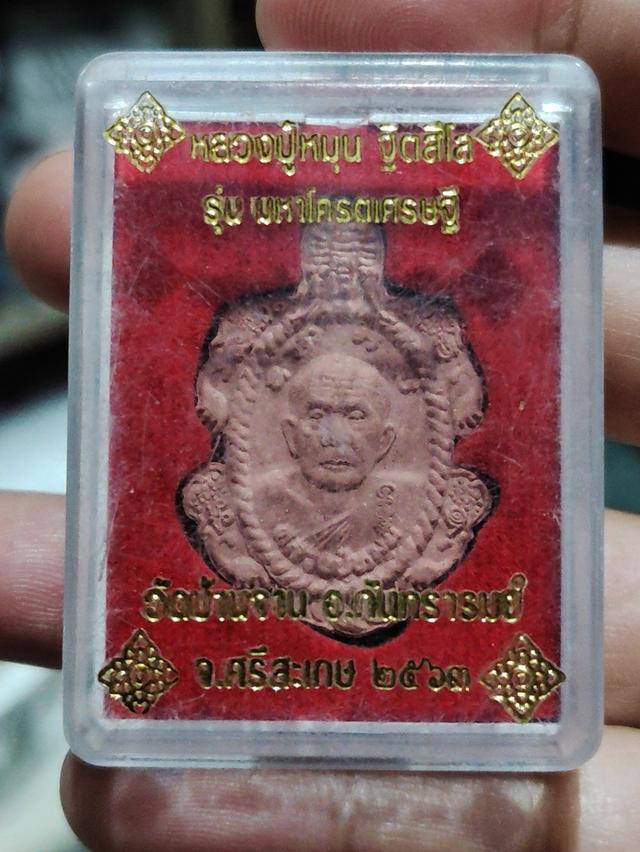 หลวงปู่หมุน ฐิตสีโล
รุ่น มหาโครตเศรษฐี
วัดบ้านจาน อ.กันทรารมย์
จ.ศรีสะเกษ ๒๕๖๓